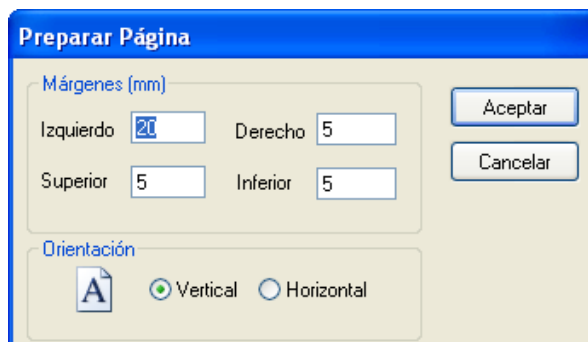 Preparar Página
Márgenes (mm)
Izquierdo 20 Derecho 5
Superior 5 Inferior 5
Aceptar
Cancelar
Orientación
A Vertical Horizontal